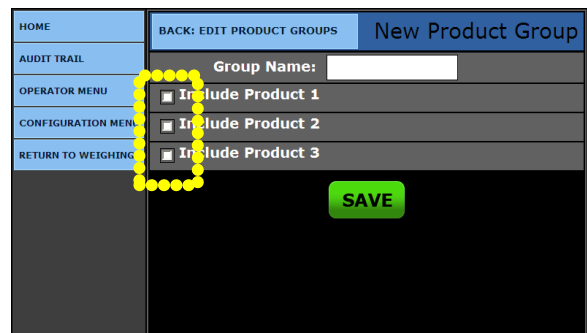 HOME
AUDIT TRAIL
OPERATOR MENU
CONFIGURATION MENU
RETURN TO WEIGHING
BACK: EDIT PRODUCT GROUPS
New Product Group
Group Name:
Include Product 1
Include Product 2
Include Product 3
SAVE